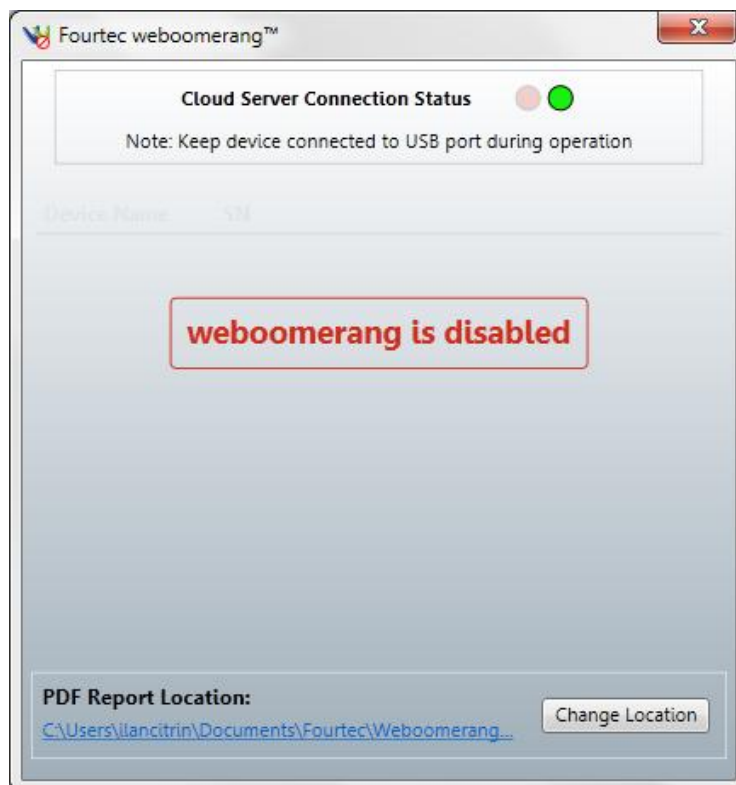 Fourtec weboomerang™
Cloud Server Connection Status
Note: Keep device connected to USB port during operation
Device Name SN
weboomerang is disabled
PDF Report Location:
C:\Users\ilancitrin\Documents\Fourtec\Weboomerang...
Change Location